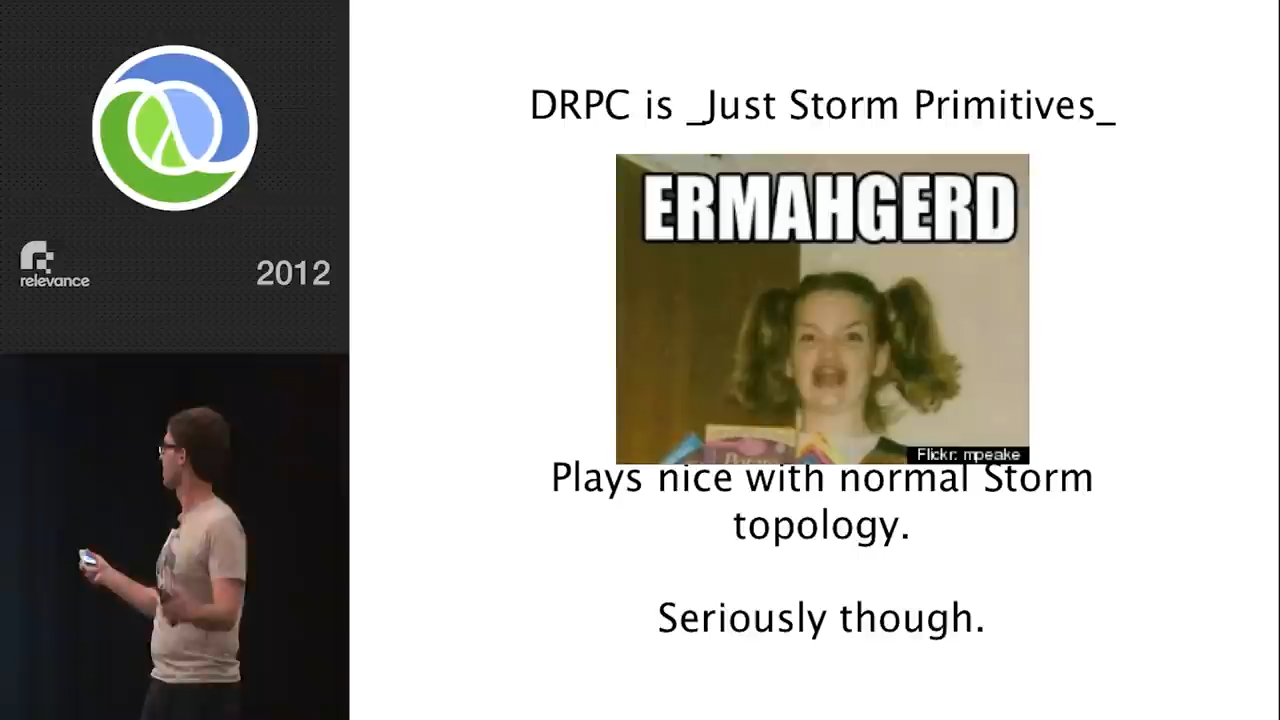 relevance
2012
DRPC is _Just Storm Primitives_
ERMAHGERD
Flickr: mpeake
Plays nice with normal Storm
topology.
Seriously though.